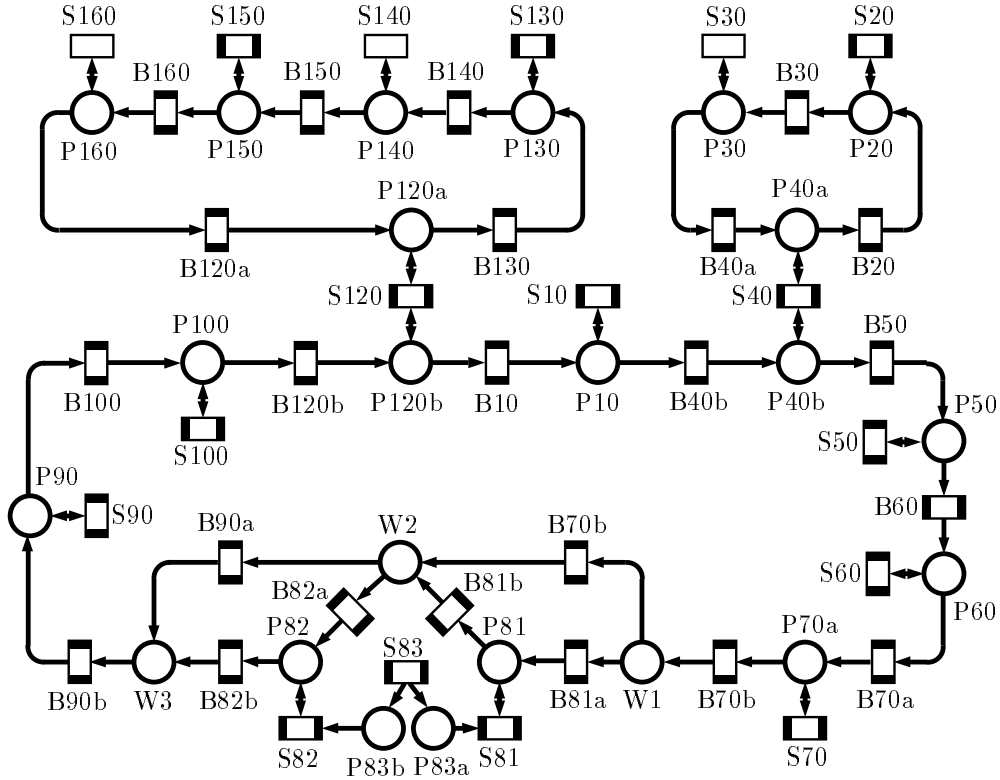 S160 S150 S140 S130 S30 S20
B160 B150 B140 B30
P160 P150 P140 P130 P30 P20
P120a P40a
B120a B130 B40a B20
S120 S10 S40
P100 B50
B100 B120b P120b B10 P10 B40b P40b P50
S100 S50
P90
S90 B90a W2 B70b B60
B82a B81b S60
P82 S83 P81 P70a P60
B90b W3 B82b B81a W1 B70b B70a
S82 P83b P83a S81 S70